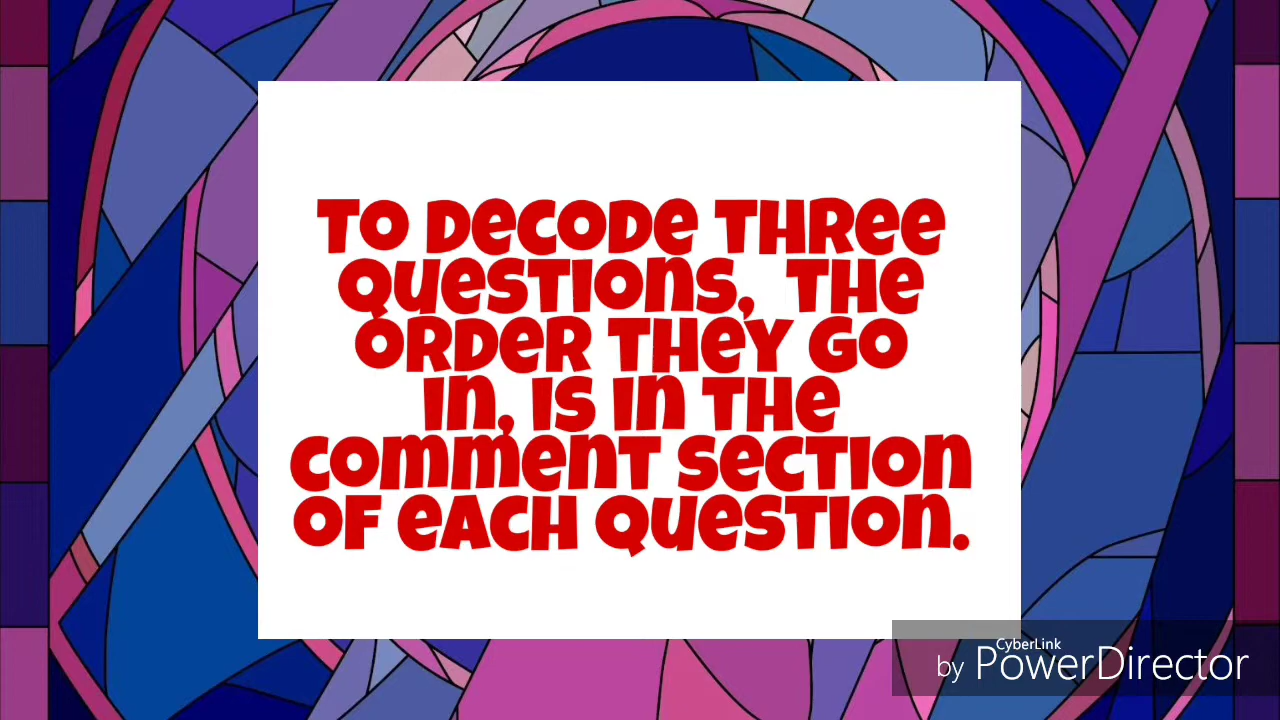 To decode three
questions,  the
order they go
in, is in the
comment section
of each question.
CyberLink
by PowerDirector